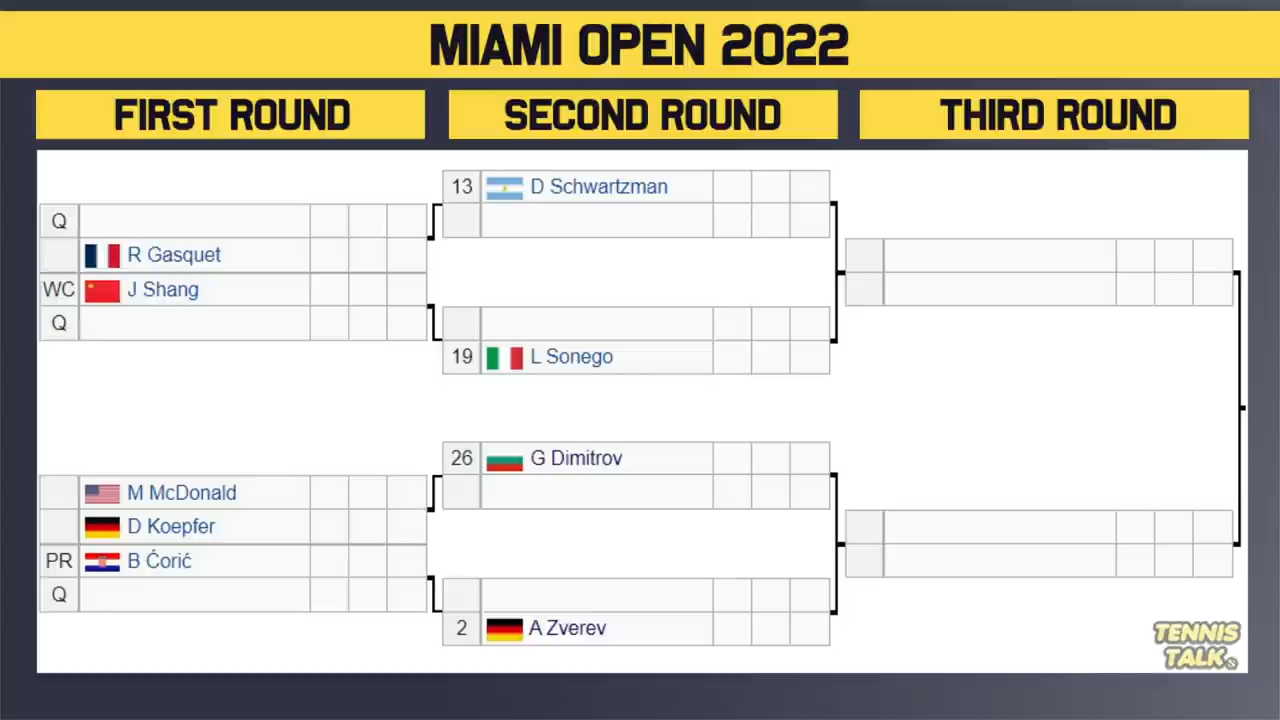 MIAMI OPEN 2022
FIRST ROUND
SECOND ROUND
THIRD ROUND
Q
R Gasquet
WC J Shang
Q
M McDonald
D Koepfer
PR B Ćorić
Q
13 D Schwartzman
19 L Sonego
26 G Dimitrov
2 A Zverev
TENNIS
TALK